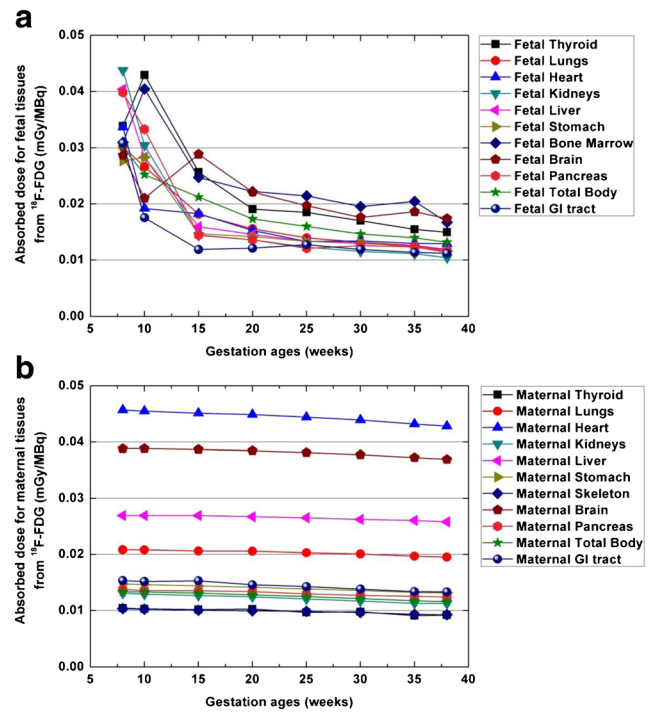 a
Absorbed dose for fetal tissues
from ¹⁸F-FDG (mGy/MBq)
0.05
0.04
0.03
0.02
0.01
0.00
5 10 15 20 25 30 35 40
Gestation ages (weeks)
Fetal Thyroid
Fetal Lungs
Fetal Heart
Fetal Kidneys
Fetal Liver
Fetal Stomach
Fetal Bone Marrow
Fetal Brain
Fetal Pancreas
Fetal Total Body
Fetal GI tract
b
Absorbed dose for maternal tissues
from ¹⁸F-FDG (mGy/MBq)
0.05
0.04
0.03
0.02
0.01
0.00
5 10 15 20 25 30 35 40
Gestation ages (weeks)
Maternal Thyroid
Maternal Lungs
Maternal Heart
Maternal Kidneys
Maternal Liver
Maternal Stomach
Maternal Skeleton
Maternal Brain
Maternal Pancreas
Maternal Total Body
Maternal GI tract